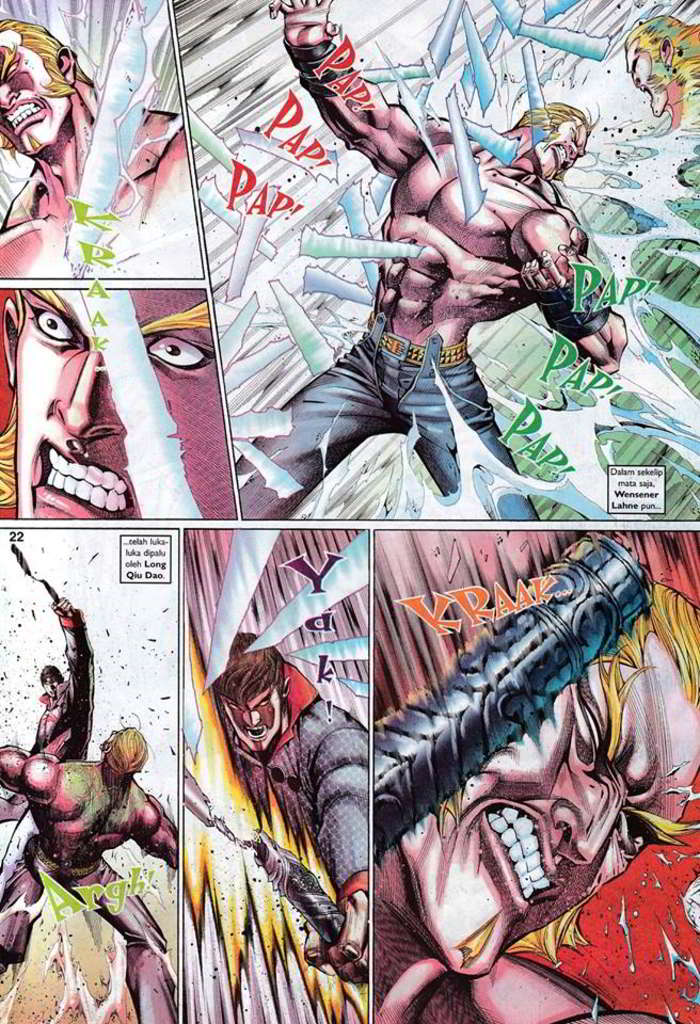 KRAAK
PAP!
PAP!
PAP!
PAP!
PAP!
PAP!
Dalam sekelip
mata saja,
Wensener
Lahne pun...
22
...telah luka-
luka dipalu
oleh Long
Qiu Dao.
Argh!
Yak!
KRAAK...